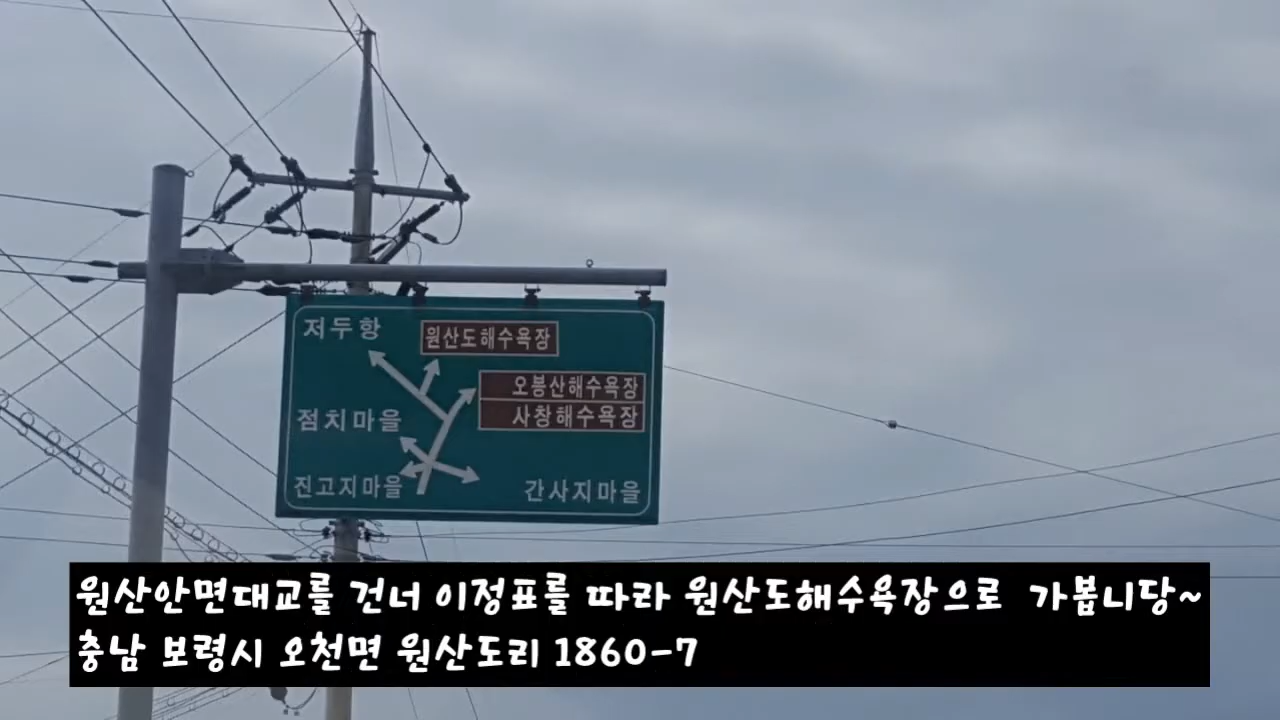 저두항
원산도해수욕장
오봉산해수욕장
사창해수욕장
점치마을
진고지마을
간사지마을
원산안면대교를 건너 이정표를 따라 원산도해수욕장으로 가봅니당~
충남 보령시 오천면 원산도리 1860-7